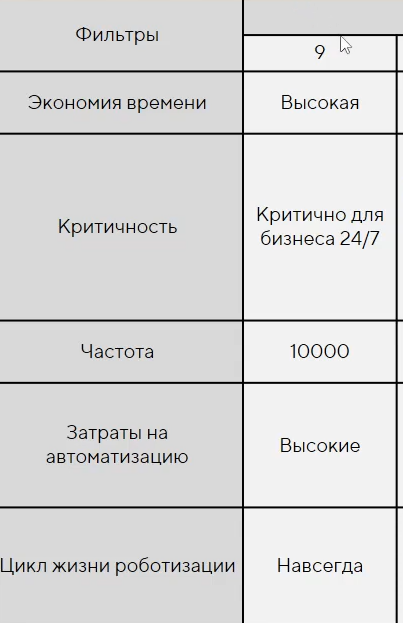 Фильтры
9
Экономия времени
Высокая
Критичность
Критично для
бизнеса 24/7
Частота
10000
Затраты на
автоматизацию
Высокие
Цикл жизни роботизации
Навсегда